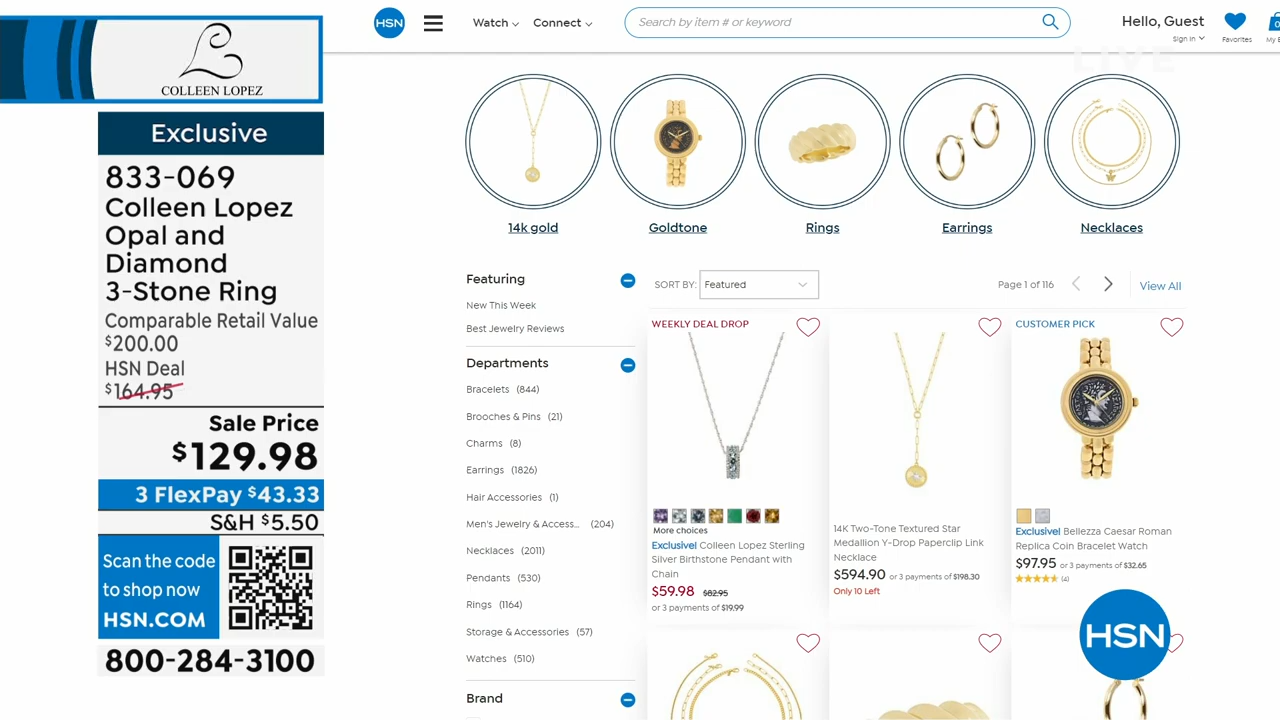 COLLEEN LOPEZ
Exclusive
833-069
Colleen Lopez
Opal and
Diamond
3-Stone Ring
Comparable Retail Value
$200.00
HSN Deal
$164.95
Sale Price
$129.98
3 FlexPay $43.33
S&H $5.50
Scan the code
to shop now
HSN.COM
800-284-3100
HSN
Watch
Connect
Search by item # or keyword
Hello, Guest
Sign In
Favorites
0
My
LIVE
14k gold
Goldtone
Rings
Earrings
Necklaces
Featuring
New This Week
Best Jewelry Reviews
Departments
Bracelets (844)
Brooches & Pins (21)
Charms (8)
Earrings (1826)
Hair Accessories (1)
Men's Jewelry & Access... (204)
Necklaces (2011)
Pendants (530)
Rings (1164)
Storage & Accessories (57)
Watches (510)
Brand
SORT BY: Featured
Page 1 of 116
View All
WEEKLY DEAL DROP
More choices
Exclusive! Colleen Lopez Sterling
Silver Birthstone Pendant with
Chain
$59.98 $82.95
or 3 payments of $19.99
14K Two-Tone Textured Star
Medallion Y-Drop Paperclip Link
Necklace
$594.90 or 3 payments of $198.30
Only 10 Left
CUSTOMER PICK
Exclusive! Bellezza Caesar Roman
Replica Coin Bracelet Watch
$97.95 or 3 payments of $32.65
(4)
HSN